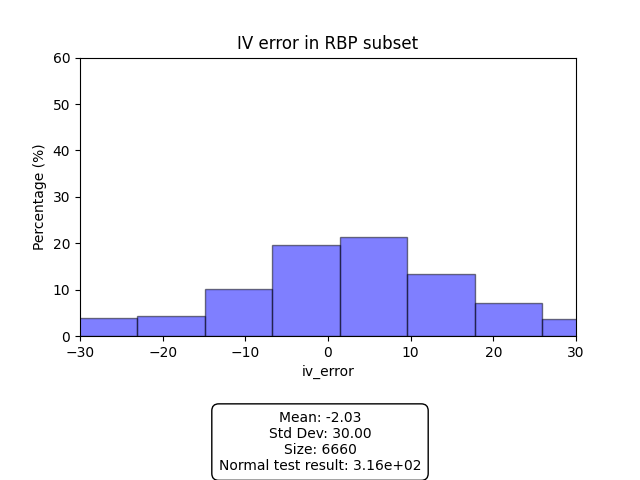 IV error in RBP subset
60
50
40
30
20
10
0
Percentage (%)
−30 −20 −10 0 10 20 30
iv_error
Mean: -2.03
Std Dev: 30.00
Size: 6660
Normal test result: 3.16e+02